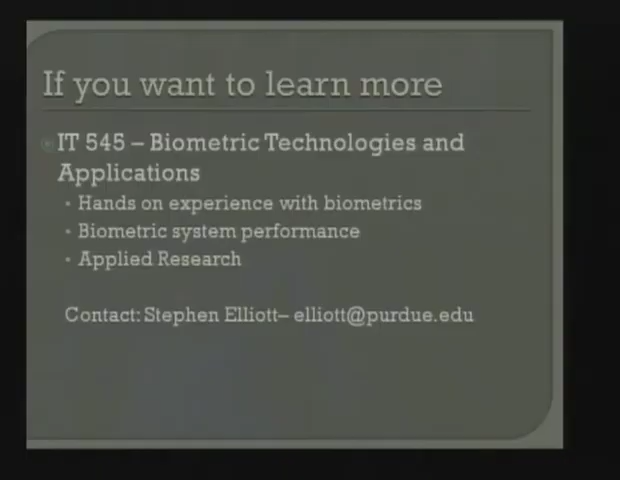 If you want to learn more
IT 545 – Biometric Technologies and
Applications
Hands on experience with biometrics
Biometric system performance
Applied Research
Contact: Stephen Elliott– elliott@purdue.edu